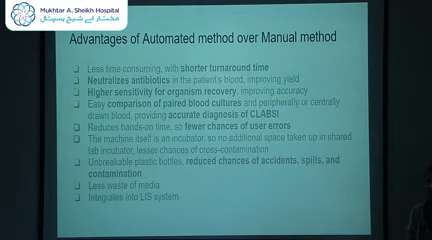 Mukhtar A. Sheikh Hospital
مختار اے شیخ ہسپتال
Advantages of Automated method over Manual method
Less time consuming, with shorter turnaround time
Neutralizes antibiotics in the patient's blood, improving yield
Higher sensitivity for organism recovery, improving accuracy
Easy comparison of paired blood cultures and peripherally or centrally
drawn blood, providing accurate diagnosis of CLABSI
Reduces hands-on time, so fewer chances of user errors
The machine itself is an incubator, so no additional space taken up in shared
lab incubator, lesser chances of cross-contamination
Unbreakable plastic bottles, reduced chances of accidents, spills, and
contamination
Less waste of media
Integrates into LIS system